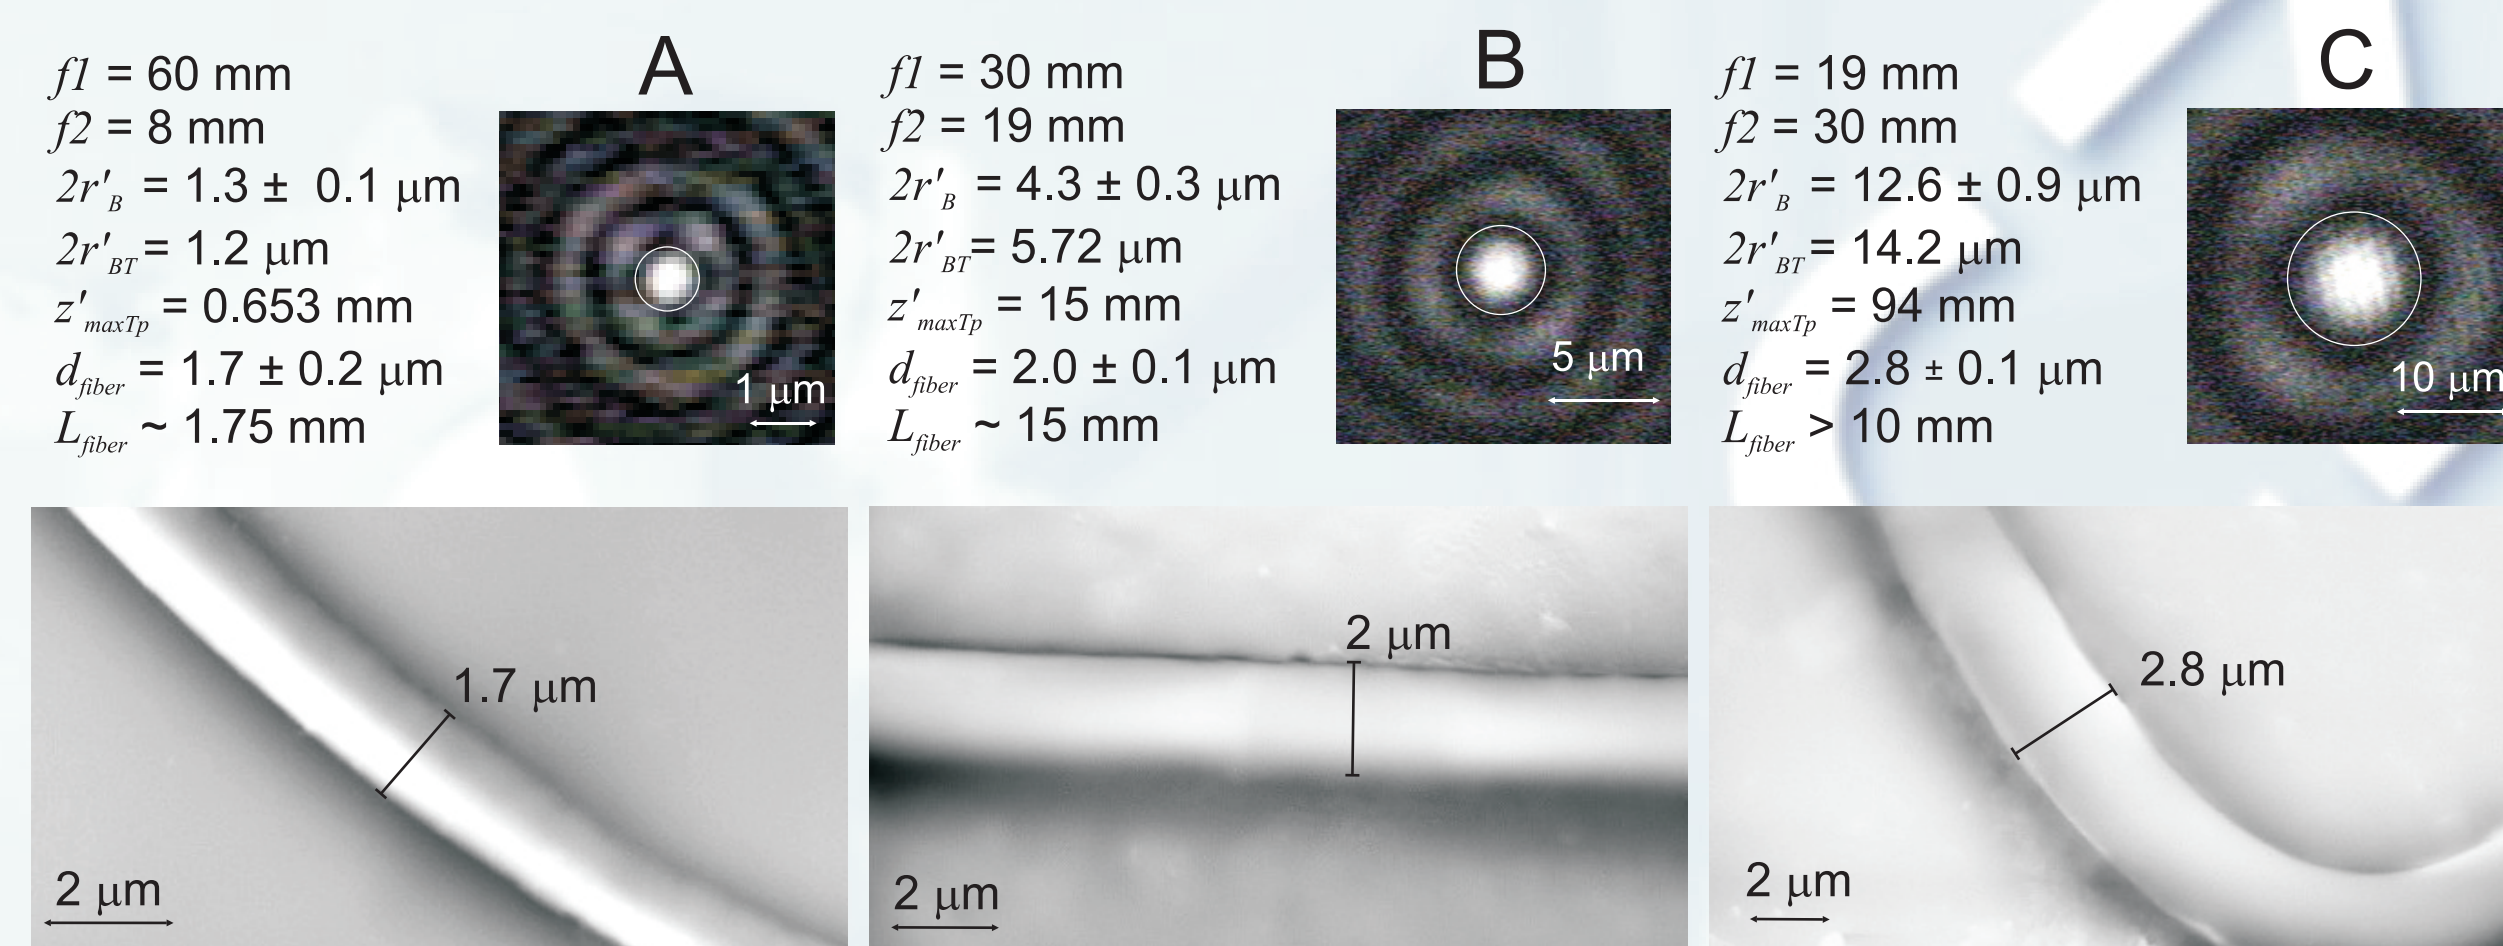 A
f1 = 60 mm
f2 = 8 mm
2r'B = 1.3 ± 0.1 μm
2r'BT = 1.2 μm
z'maxTp = 0.653 mm
dfiber = 1.7 ± 0.2 μm
Lfiber ~ 1.75 mm
1 μm
B
f1 = 30 mm
f2 = 19 mm
2r'B = 4.3 ± 0.3 μm
2r'BT = 5.72 μm
z'maxTp = 15 mm
dfiber = 2.0 ± 0.1 μm
Lfiber ~ 15 mm
5 μm
C
f1 = 19 mm
f2 = 30 mm
2r'B = 12.6 ± 0.9 μm
2r'BT = 14.2 μm
z'maxTp = 94 mm
dfiber = 2.8 ± 0.1 μm
Lfiber > 10 mm
10 μm
1.7 μm
2 μm
2 μm
2 μm
2.8 μm
2 μm